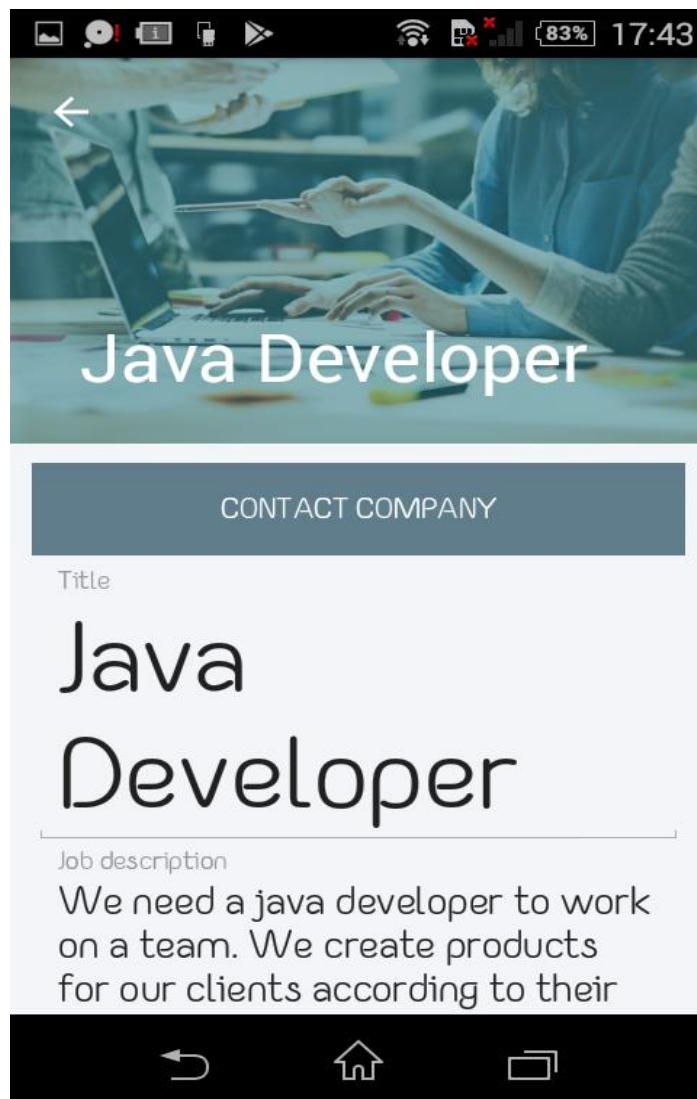 83% 17:43
Java Developer
CONTACT COMPANY
Title
Java
Developer
Job description
We need a java developer to work
on a team. We create products
for our clients according to their